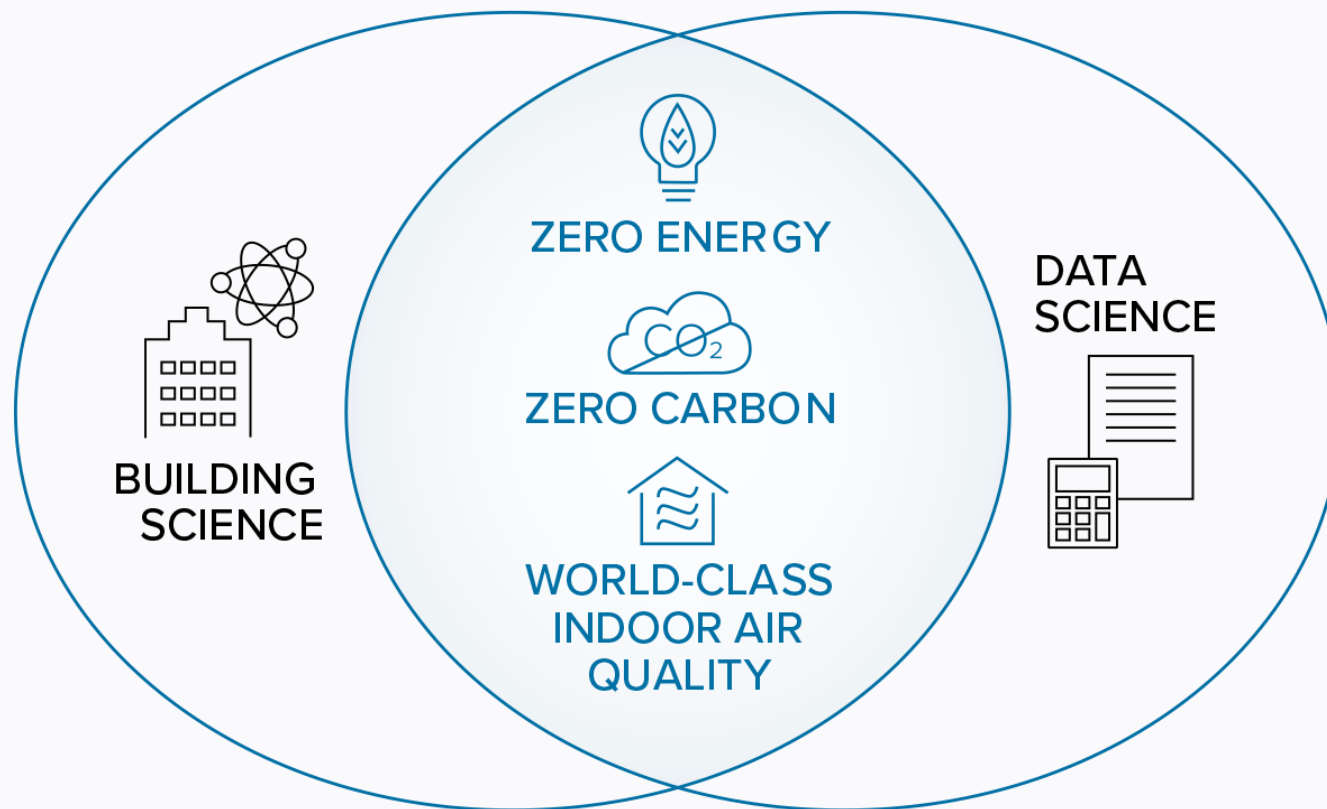 ZERO ENERGY
CO₂
ZERO CARBON
WORLD-CLASS
INDOOR AIR
QUALITY
BUILDING
SCIENCE
DATA
SCIENCE